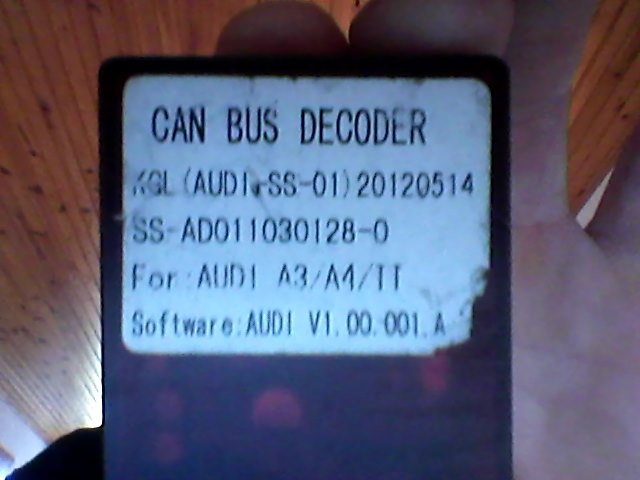 CAN BUS DECODER
XGL(AUDI-SS-01)20120514
SS-AD011030128-0
For:AUDI A3/A4/TT
Software:AUDI V1.00.001.A